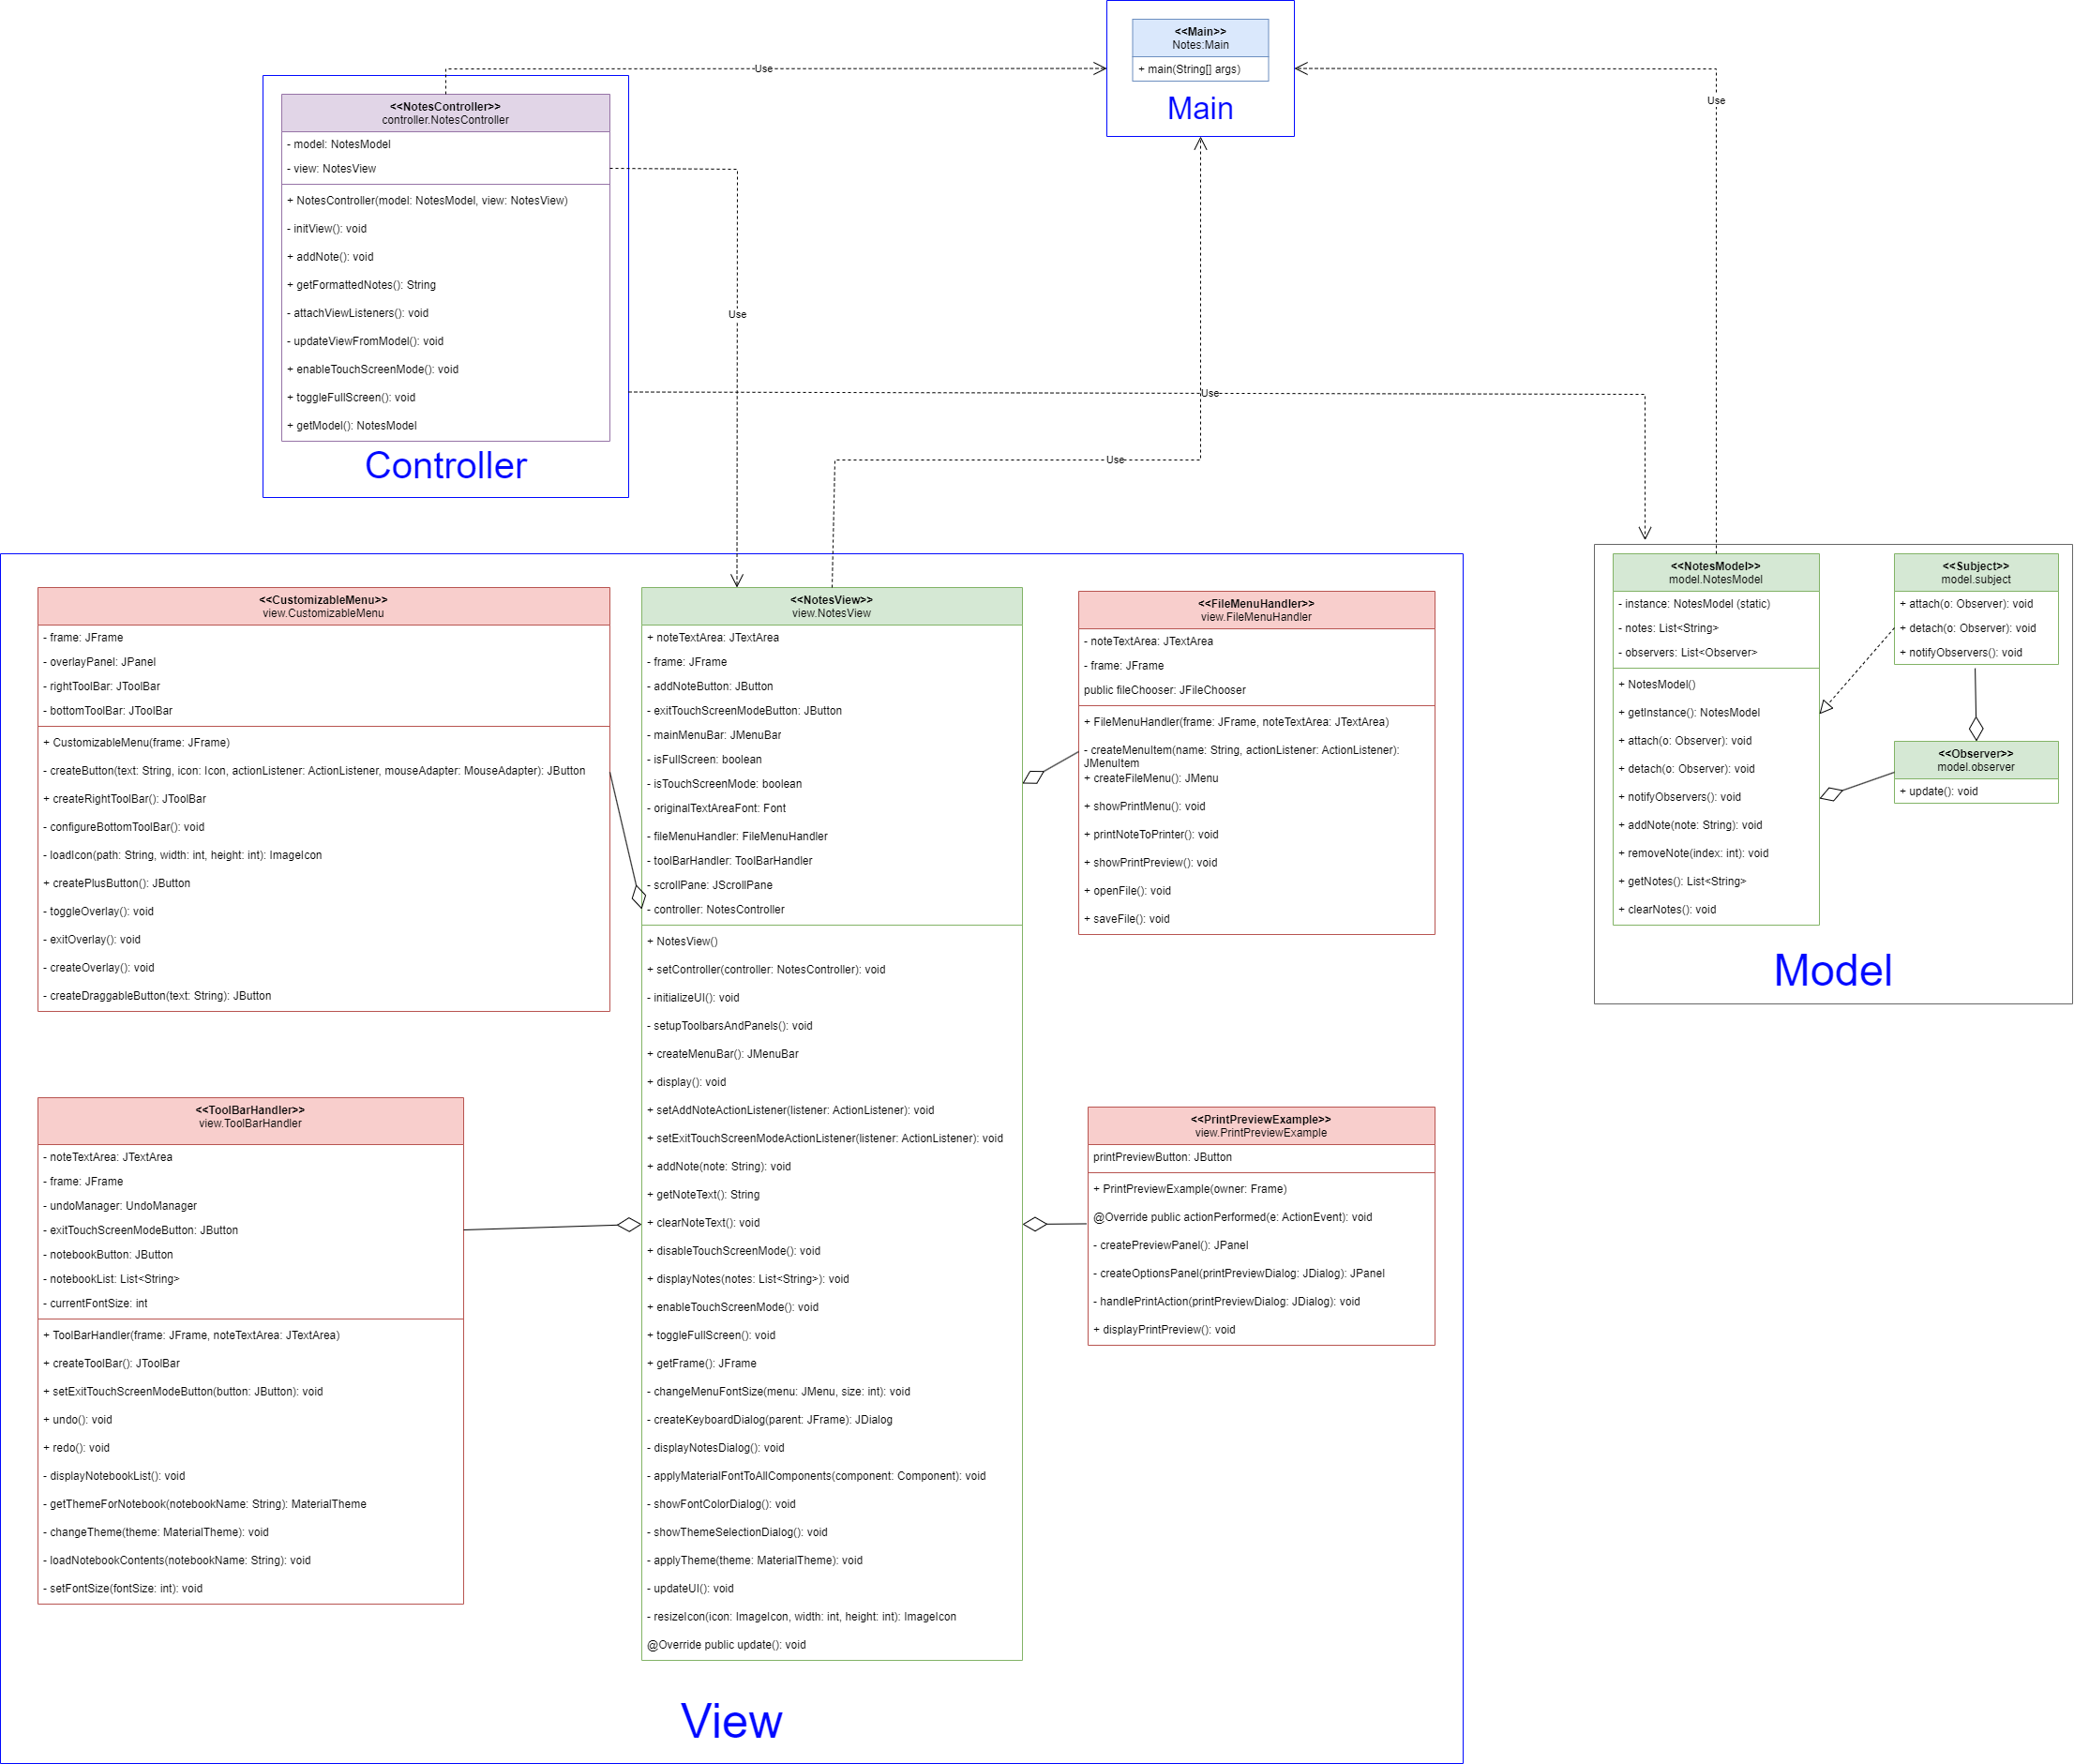 <<Main>>
Notes:Main
+ main(String[] args)
Main
Use
Use
<<NotesController>>
controller.NotesController
- model: NotesModel
- view: NotesView
+ NotesController(model: NotesModel, view: NotesView)
- initView(): void
+ addNote(): void
+ getFormattedNotes(): String
- attachViewListeners(): void
- updateViewFromModel(): void
+ enableTouchScreenMode(): void
+ toggleFullScreen(): void
+ getModel(): NotesModel
Controller
Use
Use
Use
<<CustomizableMenu>>
view.CustomizableMenu
- frame: JFrame
- overlayPanel: JPanel
- rightToolBar: JToolBar
- bottomToolBar: JToolBar
+ CustomizableMenu(frame: JFrame)
- createButton(text: String, icon: Icon, actionListener: ActionListener, mouseAdapter: MouseAdapter): JButton
+ createRightToolBar(): JToolBar
- configureBottomToolBar(): void
- loadIcon(path: String, width: int, height: int): ImageIcon
+ createPlusButton(): JButton
- toggleOverlay(): void
- exitOverlay(): void
- createOverlay(): void
- createDraggableButton(text: String): JButton
<<NotesView>>
view.NotesView
+ noteTextArea: JTextArea
- frame: JFrame
- addNoteButton: JButton
- exitTouchScreenModeButton: JButton
- mainMenuBar: JMenuBar
- isFullScreen: boolean
- isTouchScreenMode: boolean
- originalTextAreaFont: Font
- fileMenuHandler: FileMenuHandler
- toolBarHandler: ToolBarHandler
- scrollPane: JScrollPane
- controller: NotesController
+ NotesView()
+ setController(controller: NotesController): void
- initializeUI(): void
- setupToolbarsAndPanels(): void
+ createMenuBar(): JMenuBar
+ display(): void
+ setAddNoteActionListener(listener: ActionListener): void
+ setExitTouchScreenModeActionListener(listener: ActionListener): void
+ addNote(note: String): void
+ getNoteText(): String
+ clearNoteText(): void
+ disableTouchScreenMode(): void
+ displayNotes(notes: List<String>): void
+ enableTouchScreenMode(): void
+ toggleFullScreen(): void
+ getFrame(): JFrame
- changeMenuFontSize(menu: JMenu, size: int): void
- createKeyboardDialog(parent: JFrame): JDialog
- displayNotesDialog(): void
- applyMaterialFontToAllComponents(component: Component): void
- showFontColorDialog(): void
- showThemeSelectionDialog(): void
- applyTheme(theme: MaterialTheme): void
- updateUI(): void
- resizeIcon(icon: ImageIcon, width: int, height: int): ImageIcon
@Override public update(): void
<<FileMenuHandler>>
view.FileMenuHandler
- noteTextArea: JTextArea
- frame: JFrame
public fileChooser: JFileChooser
+ FileMenuHandler(frame: JFrame, noteTextArea: JTextArea)
- createMenuItem(name: String, actionListener: ActionListener):
JMenuItem
+ createFileMenu(): JMenu
+ showPrintMenu(): void
+ printNoteToPrinter(): void
+ showPrintPreview(): void
+ openFile(): void
+ saveFile(): void
<<ToolBarHandler>>
view.ToolBarHandler
- noteTextArea: JTextArea
- frame: JFrame
- undoManager: UndoManager
- exitTouchScreenModeButton: JButton
- notebookButton: JButton
- notebookList: List<String>
- currentFontSize: int
+ ToolBarHandler(frame: JFrame, noteTextArea: JTextArea)
+ createToolBar(): JToolBar
+ setExitTouchScreenModeButton(button: JButton): void
+ undo(): void
+ redo(): void
- displayNotebookList(): void
- getThemeForNotebook(notebookName: String): MaterialTheme
- changeTheme(theme: MaterialTheme): void
- loadNotebookContents(notebookName: String): void
- setFontSize(fontSize: int): void
<<PrintPreviewExample>>
view.PrintPreviewExample
printPreviewButton: JButton
+ PrintPreviewExample(owner: Frame)
@Override public actionPerformed(e: ActionEvent): void
- createPreviewPanel(): JPanel
- createOptionsPanel(printPreviewDialog: JDialog): JPanel
- handlePrintAction(printPreviewDialog: JDialog): void
+ displayPrintPreview(): void
View
<<NotesModel>>
model.NotesModel
- instance: NotesModel (static)
- notes: List<String>
- observers: List<Observer>
+ NotesModel()
+ getInstance(): NotesModel
+ attach(o: Observer): void
+ detach(o: Observer): void
+ notifyObservers(): void
+ addNote(note: String): void
+ removeNote(index: int): void
+ getNotes(): List<String>
+ clearNotes(): void
<<Subject>>
model.subject
+ attach(o: Observer): void
+ detach(o: Observer): void
+ notifyObservers(): void
<<Observer>>
model.observer
+ update(): void
Model